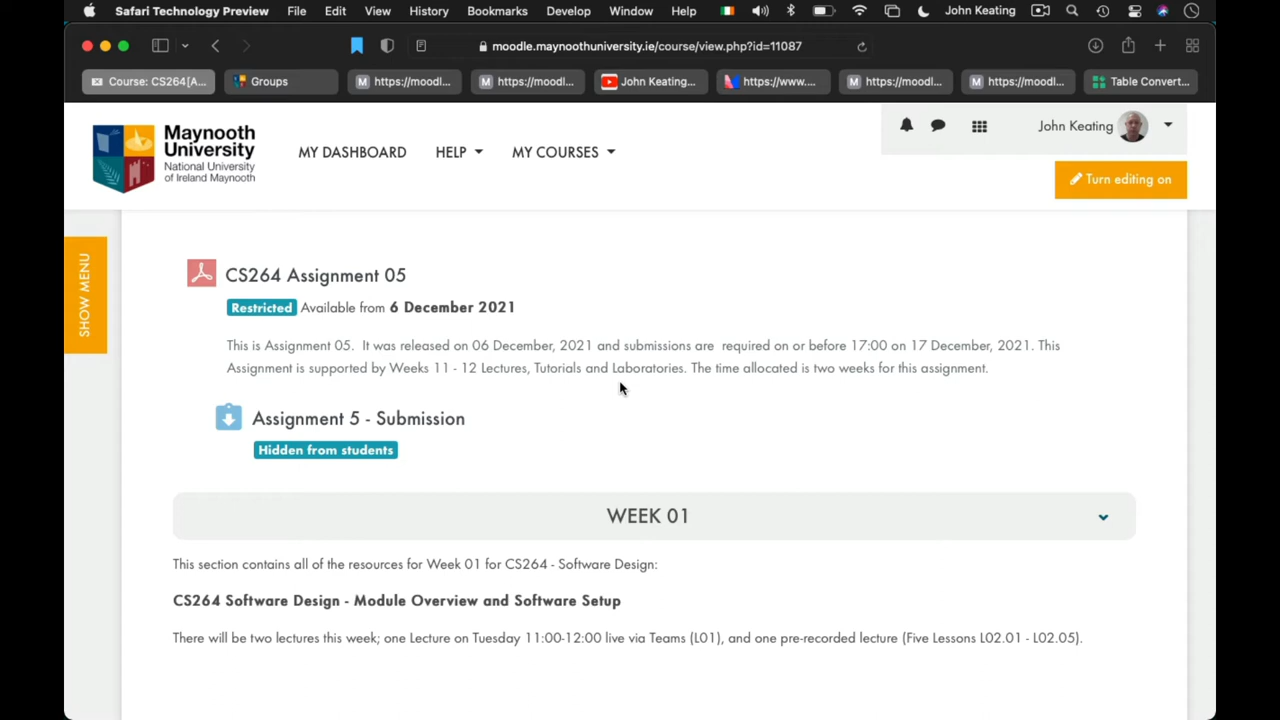 Safari Technology Preview File Edit View History Bookmarks Develop Window Help John Keating
moodle.maynoothuniversity.ie/course/view.php?id=11087
Course: CS264[A... Groups https://moodl... https://moodl... John Keating... https://www.... https://moodl... https://moodl... Table Convert...
Maynooth
University
National University
of Ireland Maynooth
MY DASHBOARD HELP MY COURSES
John Keating
Turn editing on
SHOW MENU
CS264 Assignment 05
Restricted Available from 6 December 2021
This is Assignment 05. It was released on 06 December, 2021 and submissions are required on or before 17:00 on 17 December, 2021. This
Assignment is supported by Weeks 11 - 12 Lectures, Tutorials and Laboratories. The time allocated is two weeks for this assignment.
Assignment 5 - Submission
Hidden from students
WEEK 01
This section contains all of the resources for Week 01 for CS264 - Software Design:
CS264 Software Design - Module Overview and Software Setup
There will be two lectures this week; one Lecture on Tuesday 11:00-12:00 live via Teams (L01), and one pre-recorded lecture (Five Lessons L02.01 - L02.05).